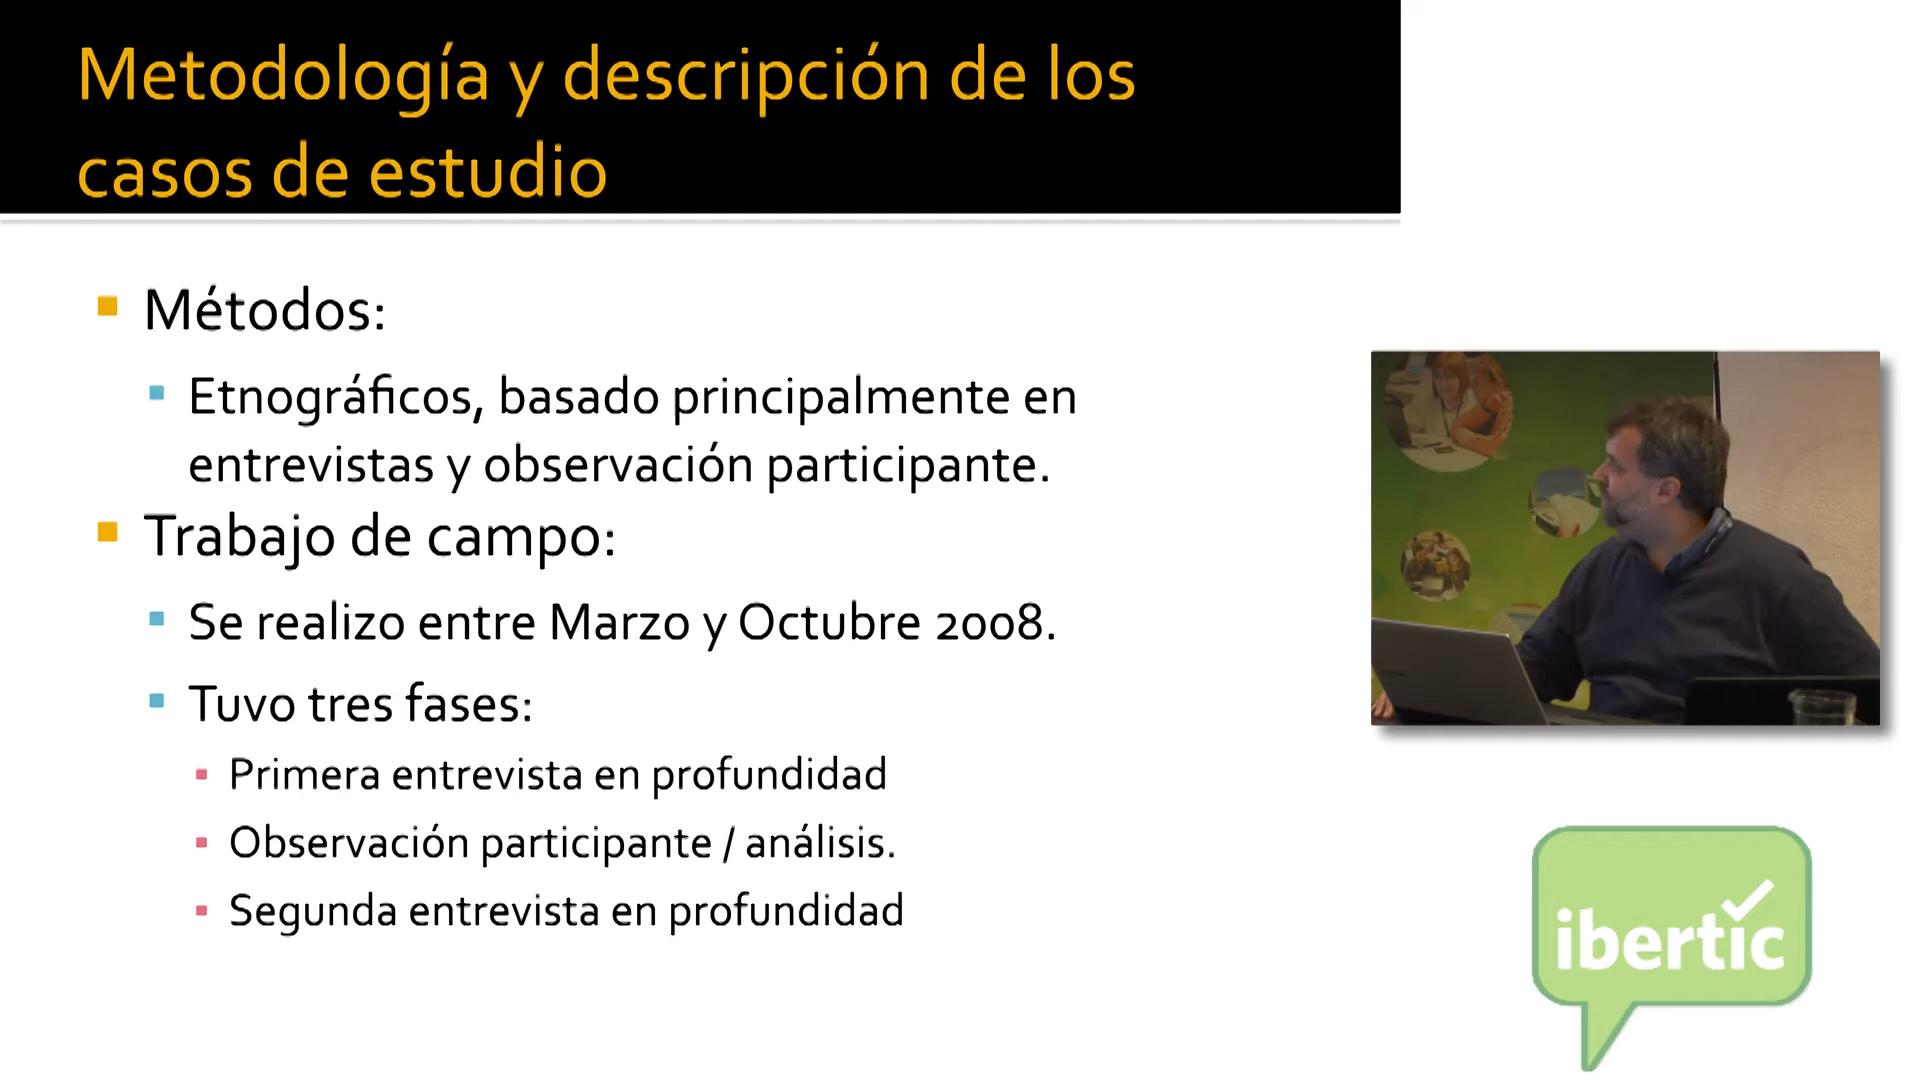 Metodología y descripción de los
casos de estudio
Métodos:
Etnográficos, basado principalmente en
entrevistas y observación participante.
Trabajo de campo:
Se realizo entre Marzo y Octubre 2008.
Tuvo tres fases:
Primera entrevista en profundidad
Observación participante / análisis.
Segunda entrevista en profundidad
ibertic